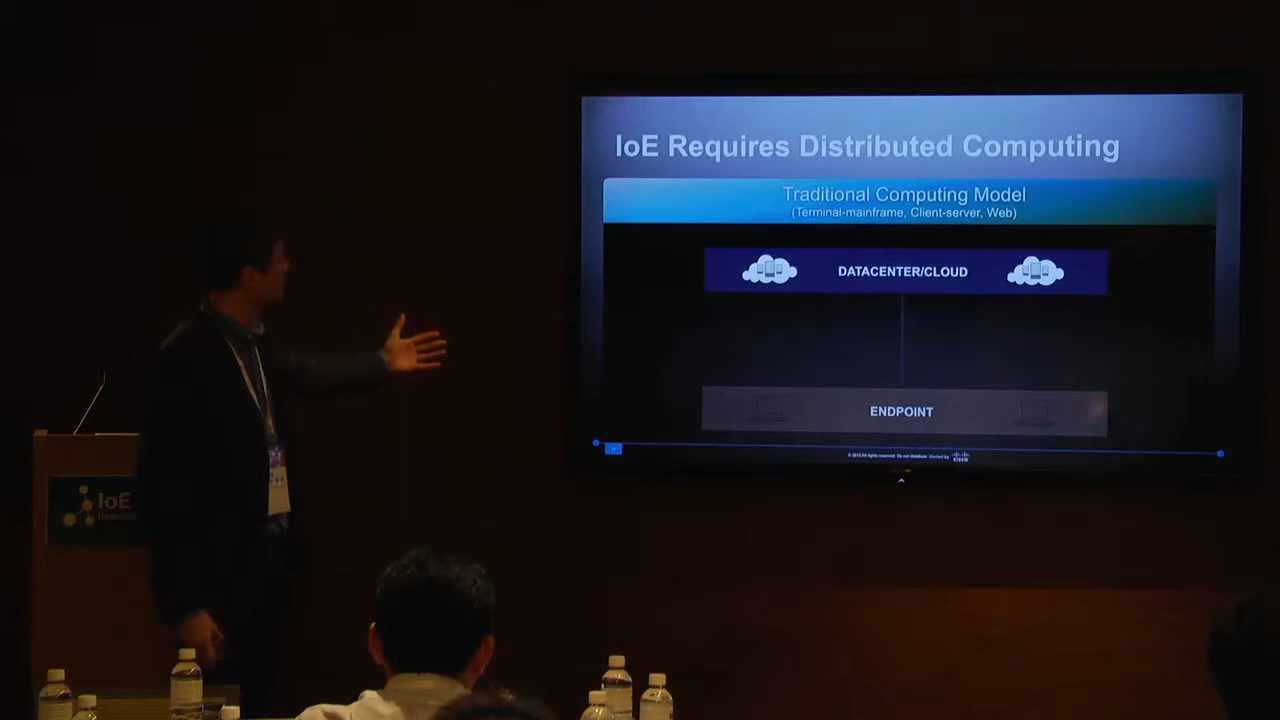 IoE Requires Distributed Computing
Traditional Computing Model
(Terminal-mainframe, Client-server, Web)
DATACENTER/CLOUD
ENDPOINT
IoE